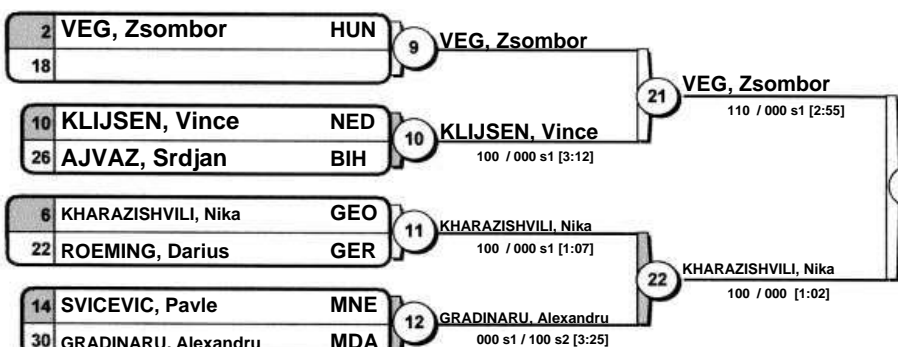 2 VEG, Zsombor HUN
18
9
VEG, Zsombor
10 KLIJSEN, Vince NED
26 AJVAZ, Srdjan BIH
10
KLIJSEN, Vince
100 / 000 s1 [3:12]
21
VEG, Zsombor
110 / 000 s1 [2:55]
6 KHARAZISHVILI, Nika GEO
22 ROEMING, Darius GER
11
KHARAZISHVILI, Nika
100 / 000 s1 [1:07]
14 SVICEVIC, Pavle MNE
30 GRADINARU, Alexandru MDA
12
GRADINARU, Alexandru
000 s1 / 100 s2 [3:25]
22
KHARAZISHVILI, Nika
100 / 000 [1:02]